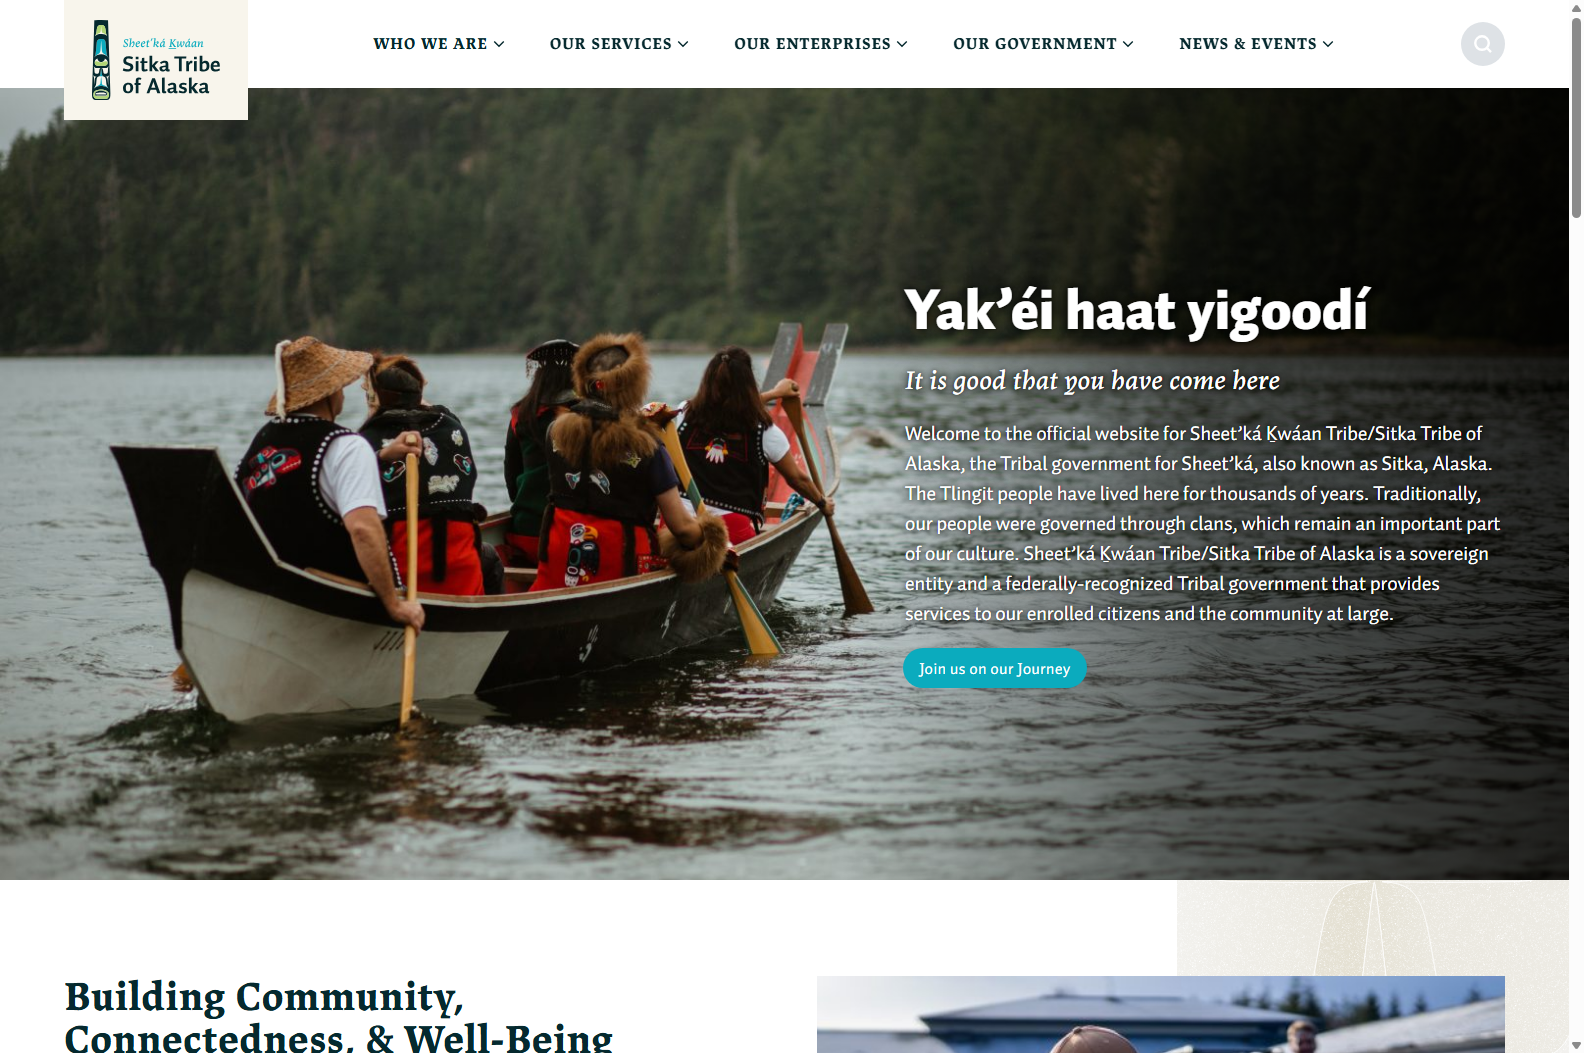 Sheet’ká Ḵwáan
Sitka Tribe
of Alaska
WHO WE ARE
OUR SERVICES
OUR ENTERPRISES
OUR GOVERNMENT
NEWS & EVENTS
Yak’éi haat yigoodí
It is good that you have come here
Welcome to the official website for Sheet’ká Ḵwáan Tribe/Sitka Tribe of
Alaska, the Tribal government for Sheet’ká, also known as Sitka, Alaska.
The Tlingit people have lived here for thousands of years. Traditionally,
our people were governed through clans, which remain an important part
of our culture. Sheet’ká Ḵwáan Tribe/Sitka Tribe of Alaska is a sovereign
entity and a federally-recognized Tribal government that provides
services to our enrolled citizens and the community at large.
Join us on our Journey
Building Community,
Connectedness, & Well-Being